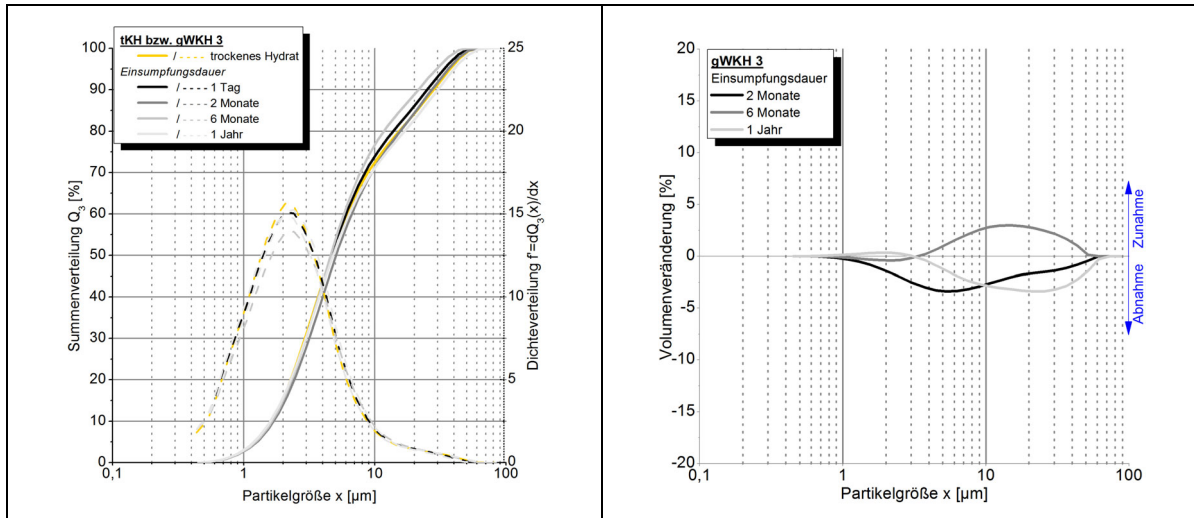 tKH bzw. gWKH 3
/ trockenes Hydrat
Einsumpfungsdauer
/ 1 Tag
/ 2 Monate
/ 6 Monate
/ 1 Jahr
Summenverteilung Q3 [%]
100
90
80
70
60
50
40
30
20
10
0
25
20
15
10
5
0
Dichteverteilung f'=dQ3(x)/dx
0,1 1 10 100
Partikelgröße x [µm]
gWKH 3
Einsumpfungsdauer
2 Monate
6 Monate
1 Jahr
Volumenveränderung [%]
20
15
10
5
0
-5
-10
-15
-20
Zunahme
Abnahme
0,1 1 10 100
Partikelgröße x [µm]